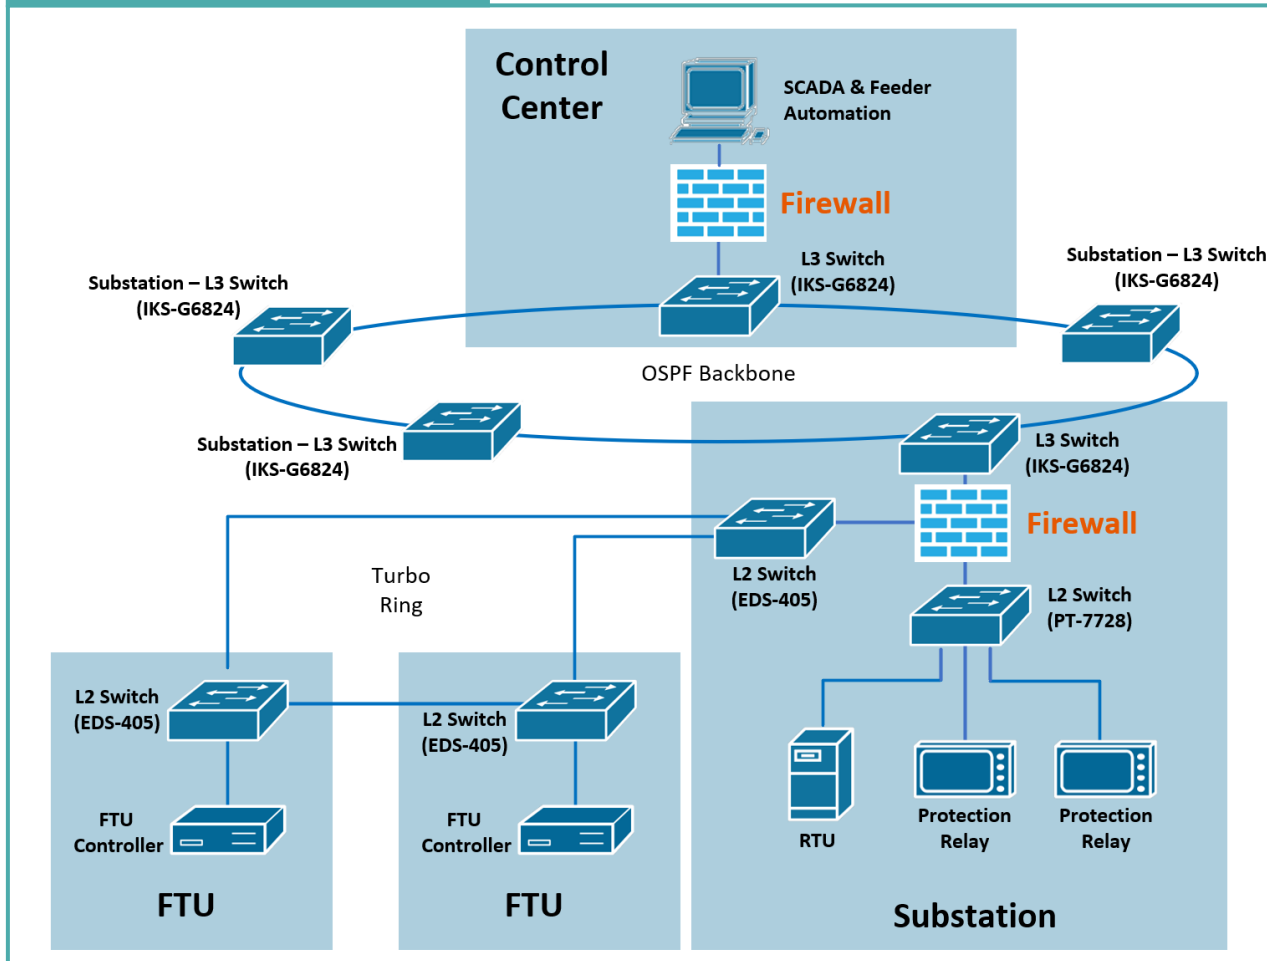 Control
Center
SCADA & Feeder
Automation
Firewall
L3 Switch
(IKS-G6824)
Substation – L3 Switch
(IKS-G6824)
Substation – L3 Switch
(IKS-G6824)
OSPF Backbone
Substation – L3 Switch
(IKS-G6824)
L3 Switch
(IKS-G6824)
Firewall
L2 Switch
(EDS-405)
L2 Switch
(PT-7728)
Turbo
Ring
L2 Switch
(EDS-405)
L2 Switch
(EDS-405)
FTU
Controller
FTU
Controller
RTU
Protection
Relay
Protection
Relay
FTU
FTU
Substation